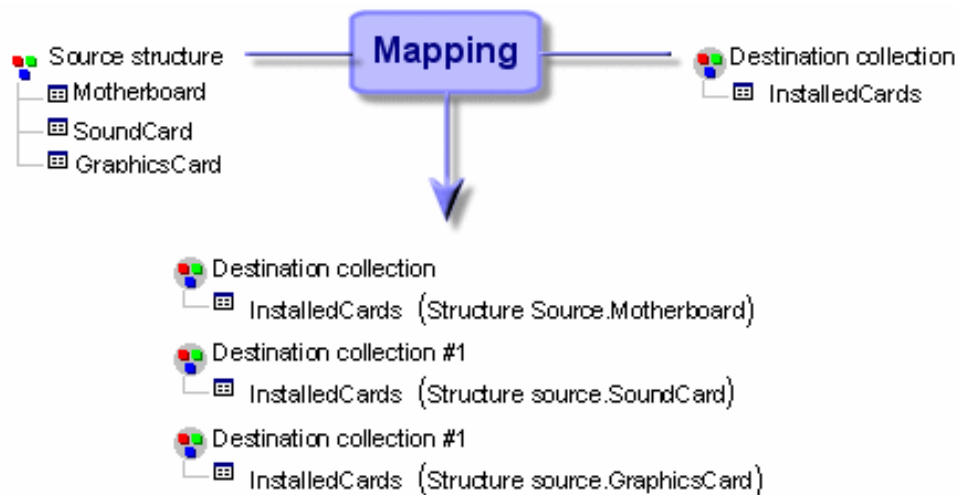 Mapping
Source structure
Motherboard
SoundCard
GraphicsCard
Destination collection
InstalledCards
Destination collection
InstalledCards (Structure Source.Motherboard)
Destination collection #1
InstalledCards (Structure source.SoundCard)
Destination collection #1
InstalledCards (Structure source.GraphicsCard)